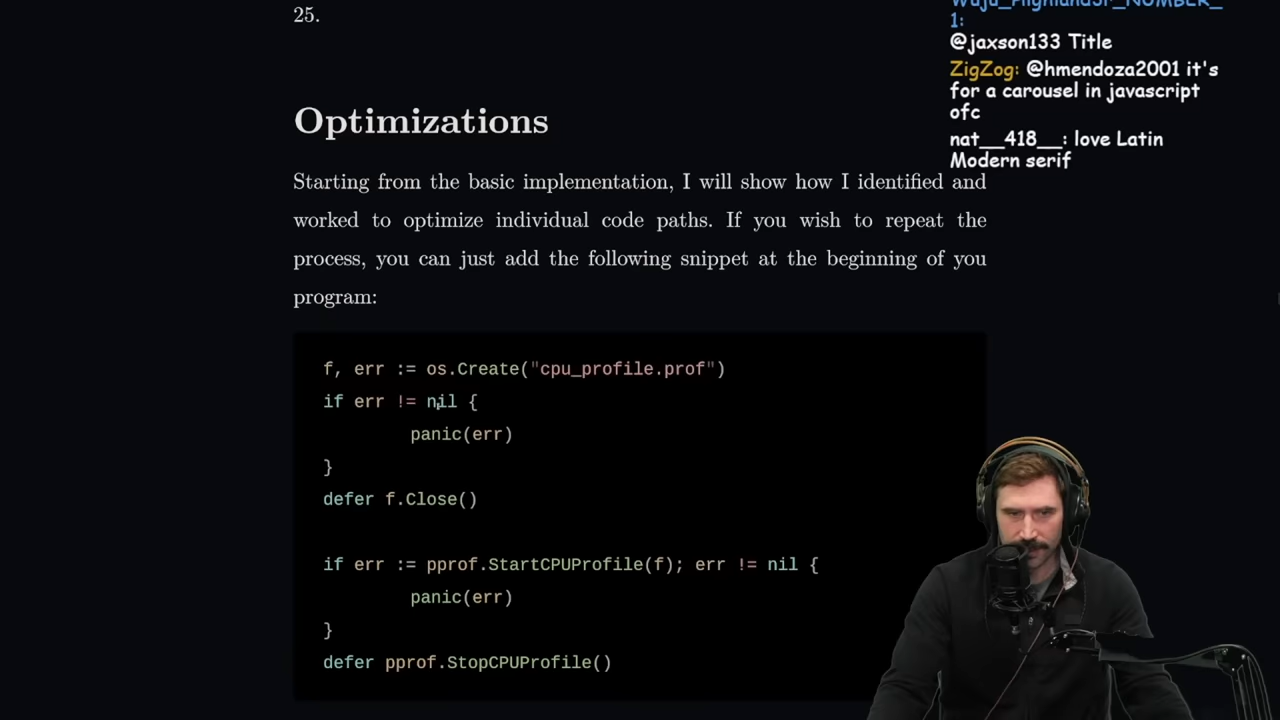 25.
Optimizations
Starting from the basic implementation, I will show how I identified and
worked to optimize individual code paths. If you wish to repeat the
process, you can just add the following snippet at the beginning of you
program:
f, err := os.Create("cpu_profile.prof")
if err != nil {
panic(err)
}
defer f.Close()
if err := pprof.StartCPUProfile(f); err != nil {
panic(err)
}
defer pprof.StopCPUProfile()
1:
@jaxson133 Title
ZigZog: @hmendoza2001 it's
for a carousel in javascript
ofc
nat__418__: love Latin
Modern serif